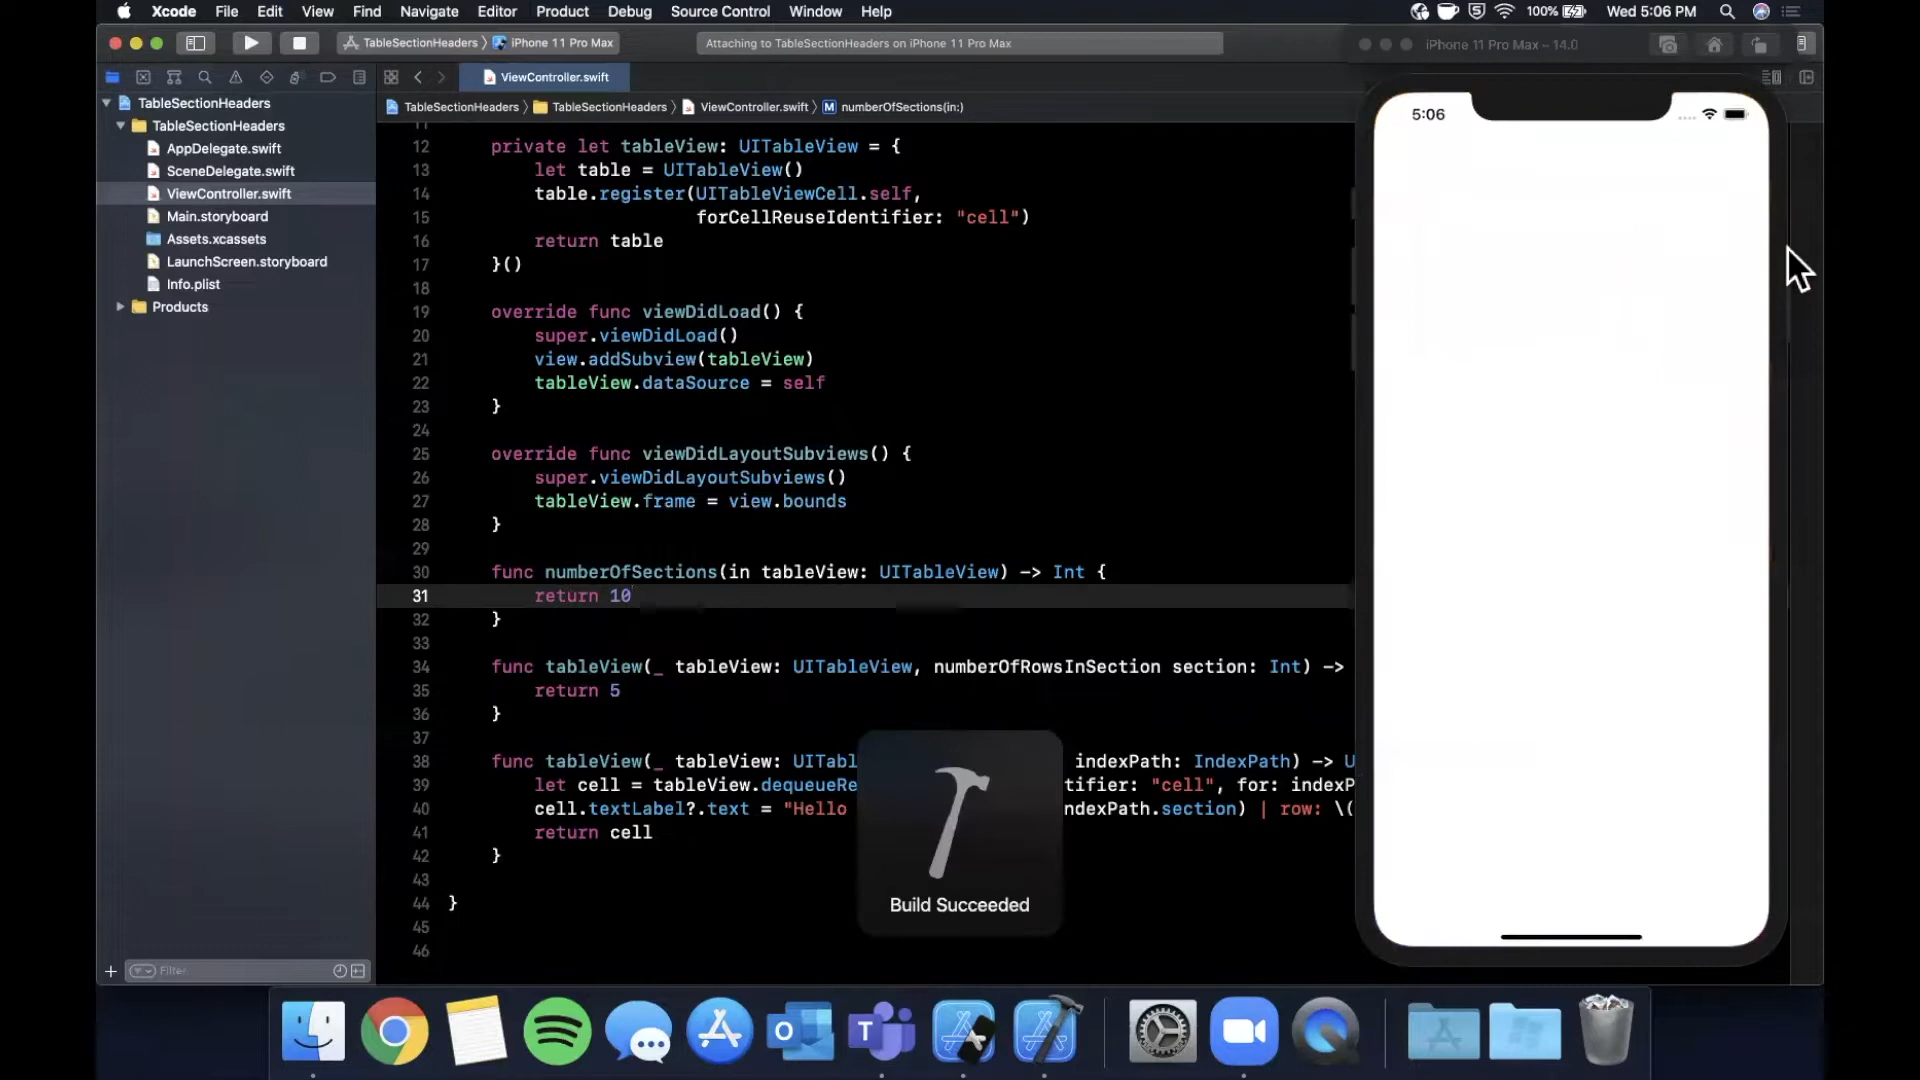 Xcode File Edit View Find Navigate Editor Product Debug Source Control Window Help 100% Wed 5:06 PM
TableSectionHeaders iPhone 11 Pro Max Attaching to TableSectionHeaders on iPhone 11 Pro Max iPhone 11 Pro Max – 14.0
ViewController.swift
TableSectionHeaders TableSectionHeaders ViewController.swift M numberOfSections(in:)
TableSectionHeaders
TableSectionHeaders
AppDelegate.swift
SceneDelegate.swift
ViewController.swift
Main.storyboard
Assets.xcassets
LaunchScreen.storyboard
Info.plist
Products
Filter
11
12 private let tableView: UITableView = {
13 let table = UITableView()
14 table.register(UITableViewCell.self,
15 forCellReuseIdentifier: "cell")
16 return table
17 }()
18
19 override func viewDidLoad() {
20 super.viewDidLoad()
21 view.addSubview(tableView)
22 tableView.dataSource = self
23 }
24
25 override func viewDidLayoutSubviews() {
26 super.viewDidLayoutSubviews()
27 tableView.frame = view.bounds
28 }
29
30 func numberOfSections(in tableView: UITableView) -> Int {
31 return 10
32 }
33
34 func tableView(_ tableView: UITableView, numberOfRowsInSection section: Int) ->
35 return 5
36 }
37
38 func tableView(_ tableView: UITabl indexPath: IndexPath) -> U
39 let cell = tableView.dequeueRe tifier: "cell", for: indexP
40 cell.textLabel?.text = "Hello ndexPath.section) | row: \(
41 return cell
42 }
43
44 }
45
46
Build Succeeded
5:06